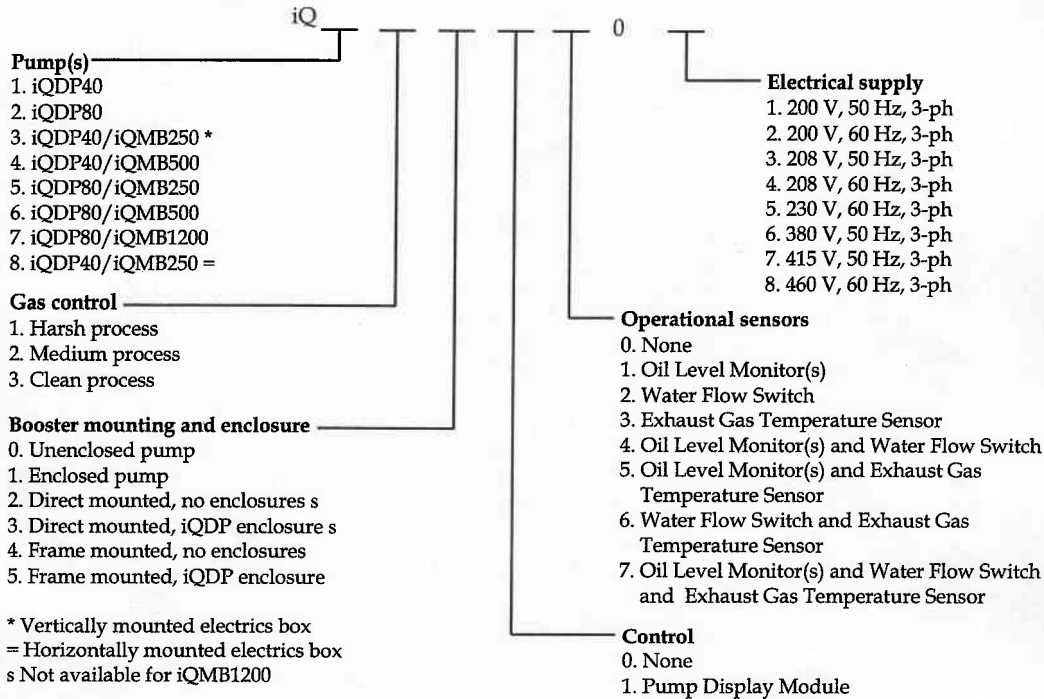 iQ 0
Pump(s)
1. iQDP40
2. iQDP80
3. iQDP40/iQMB250 *
4. iQDP40/iQMB500
5. iQDP80/iQMB250
6. iQDP80/iQMB500
7. iQDP80/iQMB1200
8. iQDP40/iQMB250 =
Gas control
1. Harsh process
2. Medium process
3. Clean process
Booster mounting and enclosure
0. Unenclosed pump
1. Enclosed pump
2. Direct mounted, no enclosures s
3. Direct mounted, iQDP enclosure s
4. Frame mounted, no enclosures
5. Frame mounted, iQDP enclosure
* Vertically mounted electrics box
= Horizontally mounted electrics box
s Not available for iQMB1200
Electrical supply
1. 200 V, 50 Hz, 3-ph
2. 200 V, 60 Hz, 3-ph
3. 208 V, 50 Hz, 3-ph
4. 208 V, 60 Hz, 3-ph
5. 230 V, 60 Hz, 3-ph
6. 380 V, 50 Hz, 3-ph
7. 415 V, 50 Hz, 3-ph
8. 460 V, 60 Hz, 3-ph
Operational sensors
0. None
1. Oil Level Monitor(s)
2. Water Flow Switch
3. Exhaust Gas Temperature Sensor
4. Oil Level Monitor(s) and Water Flow Switch
5. Oil Level Monitor(s) and Exhaust Gas
Temperature Sensor
6. Water Flow Switch and Exhaust Gas
Temperature Sensor
7. Oil Level Monitor(s) and Water Flow Switch
and Exhaust Gas Temperature Sensor
Control
0. None
1. Pump Display Module